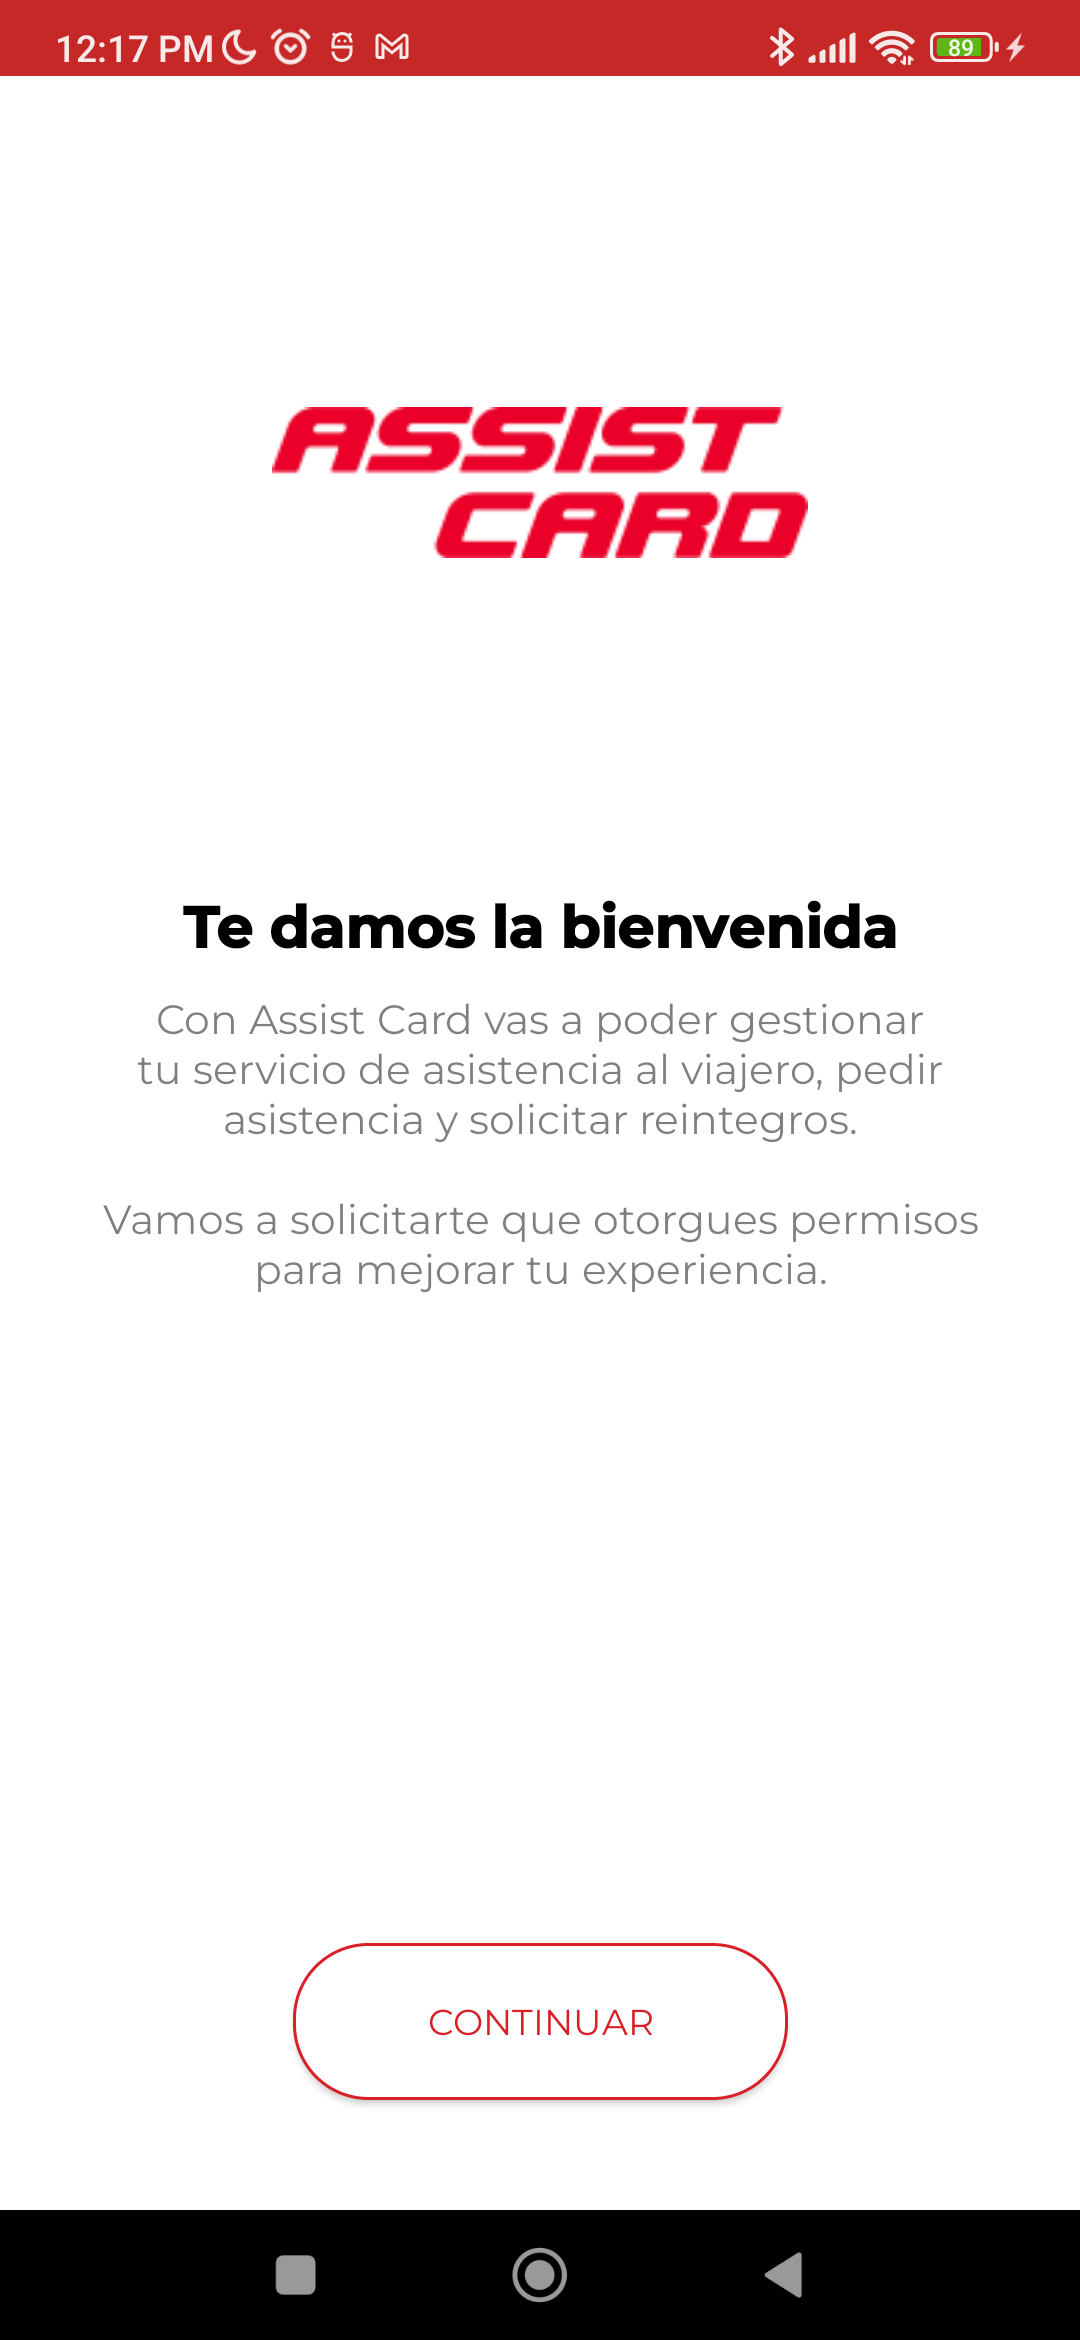 12:17 PM
89
ASSIST
CARD
Te damos la bienvenida
Con Assist Card vas a poder gestionar
tu servicio de asistencia al viajero, pedir
asistencia y solicitar reintegros.
Vamos a solicitarte que otorgues permisos
para mejorar tu experiencia.
CONTINUAR